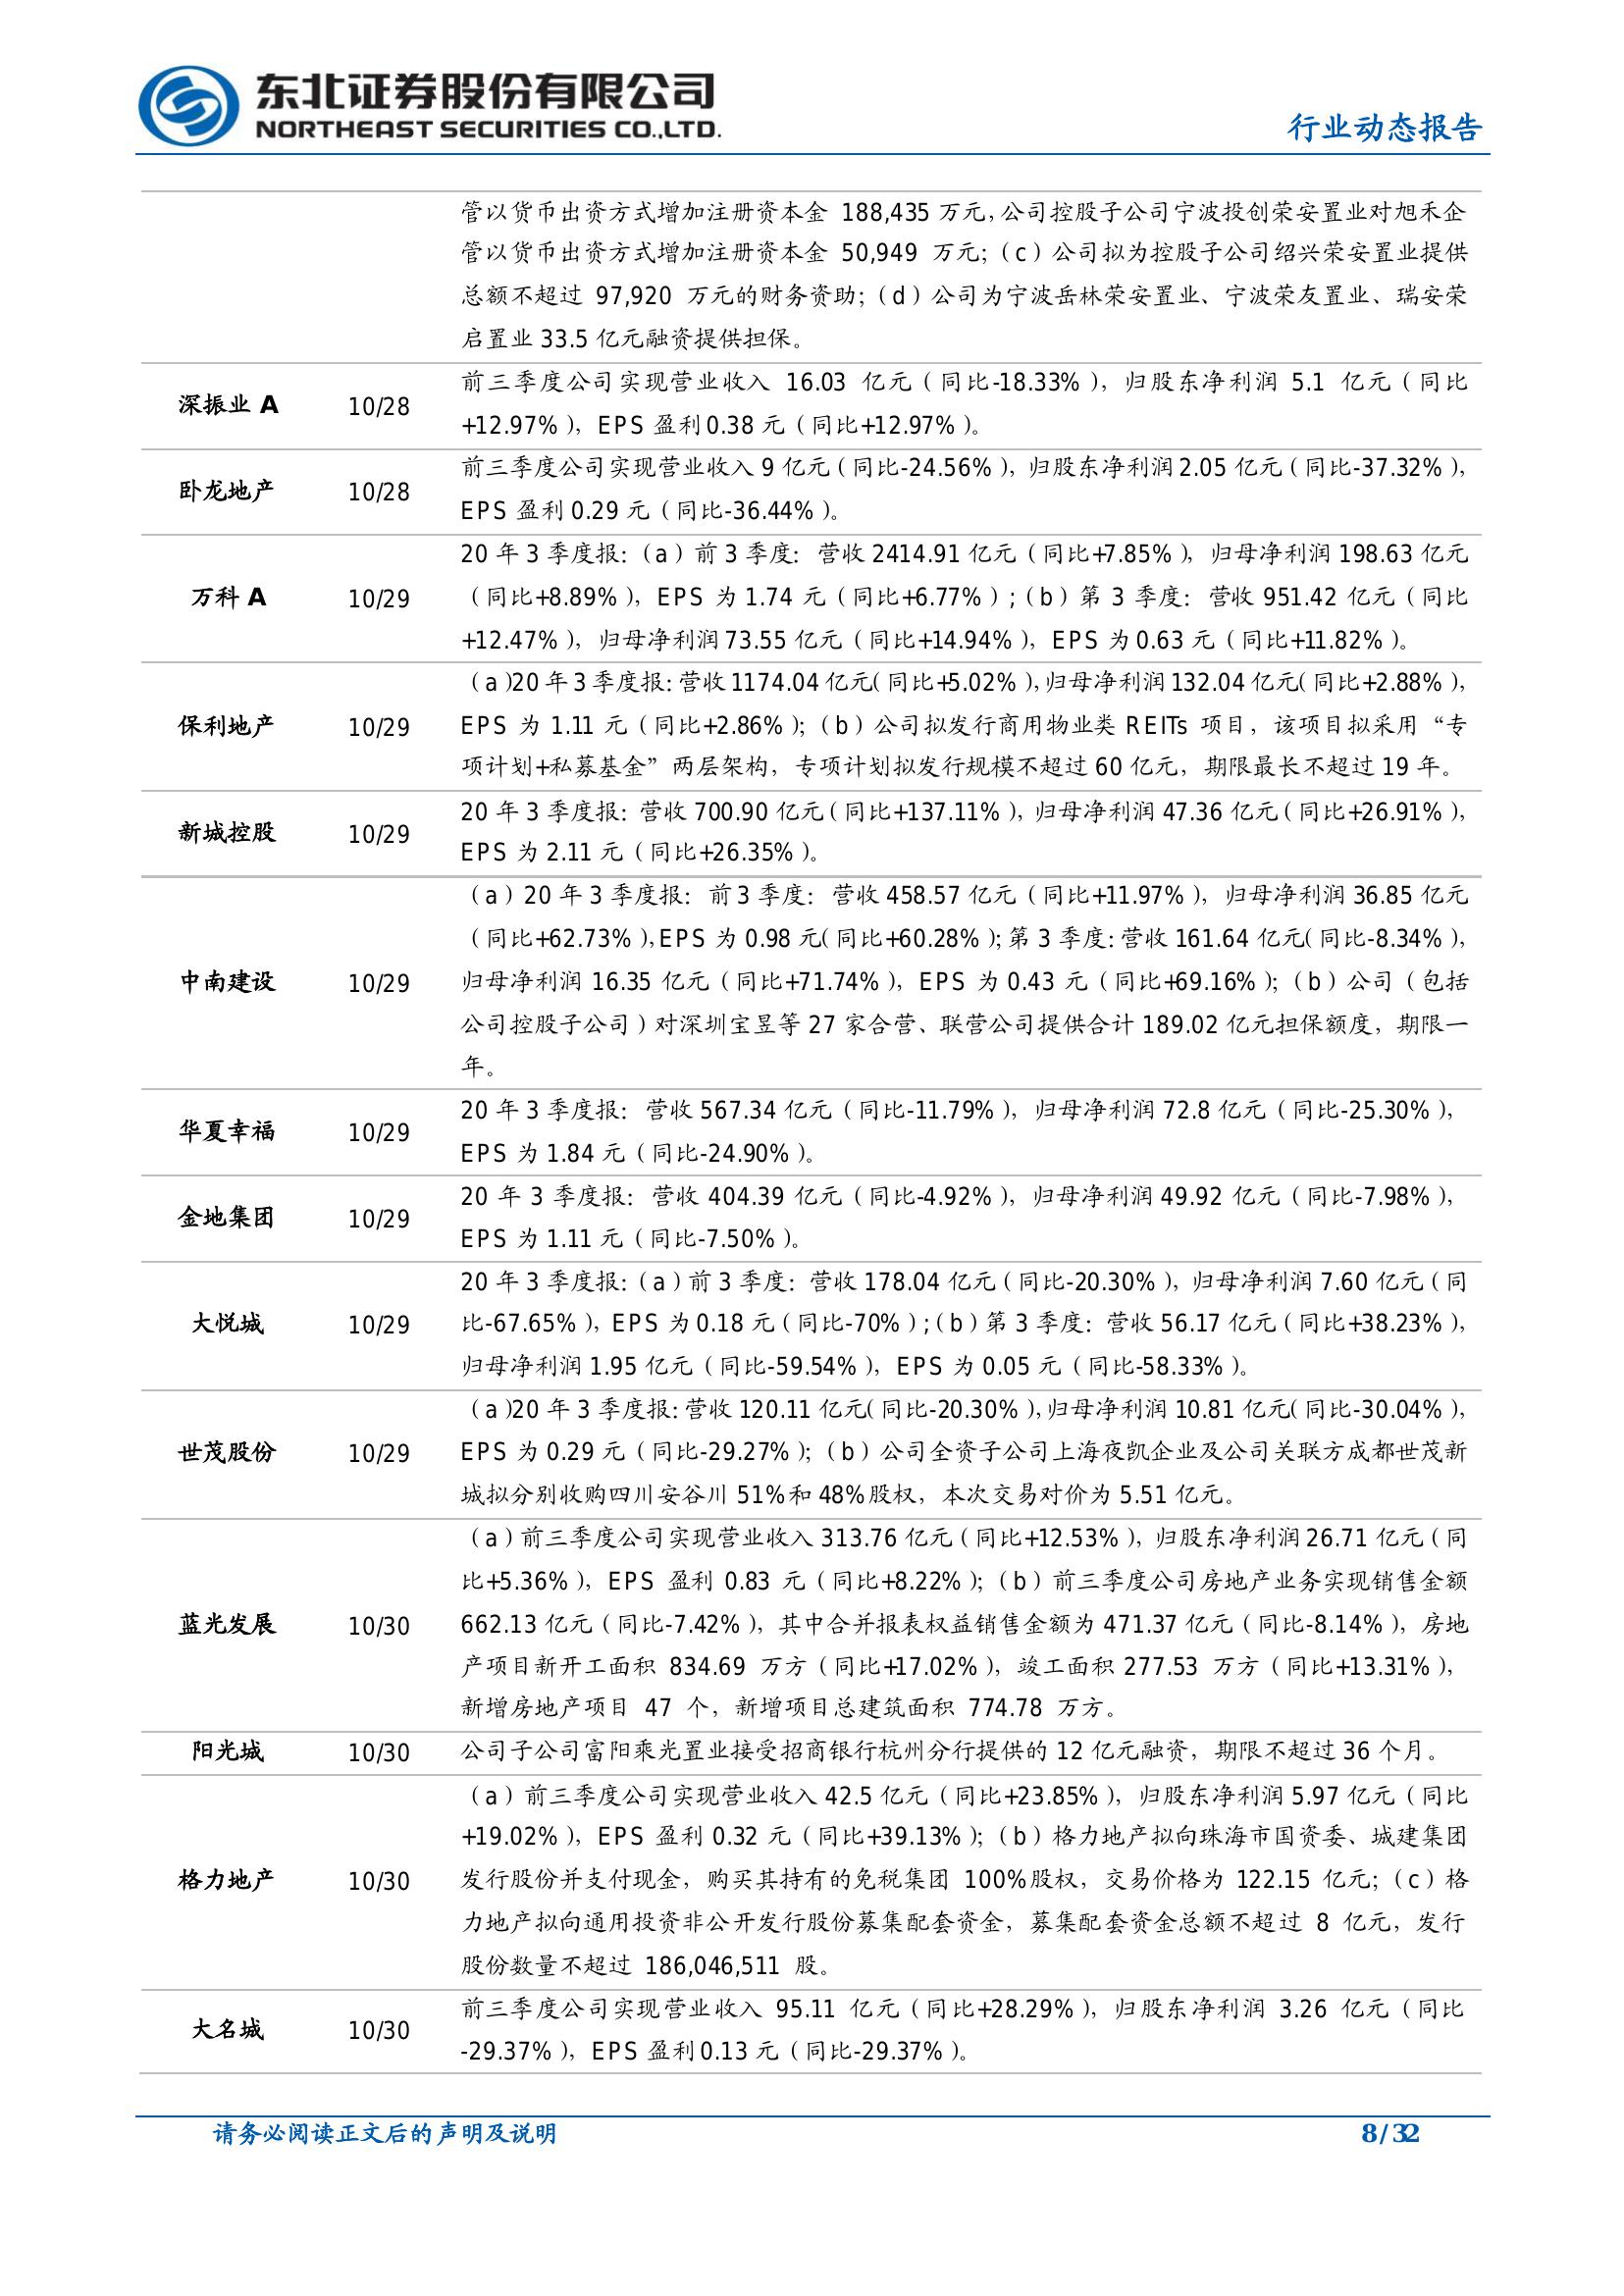 东北证券股份有限公司
NORTHEAST SECURITIES CO.,LTD.
行业动态报告
管以货币出资方式增加注册资本金 188,435 万元,公司控股子公司宁波投创荣安置业对旭禾企
管以货币出资方式增加注册资本金 50,949 万元;(c)公司拟为控股子公司绍兴荣安置业提供
总额不超过 97,920 万元的财务资助;(d)公司为宁波岳林荣安置业、宁波荣友置业、瑞安荣
启置业 33.5 亿元融资提供担保。
深振业 A 10/28
前三季度公司实现营业收入 16.03 亿元(同比-18.33%),归股东净利润 5.1 亿元(同比
+12.97%),EPS 盈利 0.38 元(同比+12.97%)。
卧龙地产 10/28
前三季度公司实现营业收入 9 亿元(同比-24.56%),归股东净利润 2.05 亿元(同比-37.32%),
EPS 盈利 0.29 元(同比-36.44%)。
万科 A 10/29
20 年 3 季度报:(a)前 3 季度:营收 2414.91 亿元(同比+7.85%),归母净利润 198.63 亿元
(同比+8.89%),EPS 为 1.74 元(同比+6.77%);(b)第 3 季度:营收 951.42 亿元(同比
+12.47%),归母净利润 73.55 亿元(同比+14.94%),EPS 为 0.63 元(同比+11.82%)。
保利地产 10/29
(a)20 年 3 季度报:营收 1174.04 亿元(同比+5.02%),归母净利润 132.04 亿元(同比+2.88%),
EPS 为 1.11 元(同比+2.86%);(b)公司拟发行商用物业类 REITs 项目,该项目拟采用“专
项计划+私募基金”两层架构,专项计划拟发行规模不超过 60 亿元,期限最长不超过 19 年。
新城控股 10/29
20 年 3 季度报:营收 700.90 亿元(同比+137.11%),归母净利润 47.36 亿元(同比+26.91%),
EPS 为 2.11 元(同比+26.35%)。
中南建设 10/29
(a)20 年 3 季度报:前 3 季度:营收 458.57 亿元(同比+11.97%),归母净利润 36.85 亿元
(同比+62.73%),EPS 为 0.98 元(同比+60.28%);第 3 季度:营收 161.64 亿元(同比-8.34%),
归母净利润 16.35 亿元(同比+71.74%),EPS 为 0.43 元(同比+69.16%);(b)公司(包括
公司控股子公司)对深圳宝昱等 27 家合营、联营公司提供合计 189.02 亿元担保额度,期限一
年。
华夏幸福 10/29
20 年 3 季度报:营收 567.34 亿元(同比-11.79%),归母净利润 72.8 亿元(同比-25.30%),
EPS 为 1.84 元(同比-24.90%)。
金地集团 10/29
20 年 3 季度报:营收 404.39 亿元(同比-4.92%),归母净利润 49.92 亿元(同比-7.98%),
EPS 为 1.11 元(同比-7.50%)。
大悦城 10/29
20 年 3 季度报:(a)前 3 季度:营收 178.04 亿元(同比-20.30%),归母净利润 7.60 亿元(同
比-67.65%),EPS 为 0.18 元(同比-70%);(b)第 3 季度:营收 56.17 亿元(同比+38.23%),
归母净利润 1.95 亿元(同比-59.54%),EPS 为 0.05 元(同比-58.33%)。
世茂股份 10/29
(a)20 年 3 季度报:营收 120.11 亿元(同比-20.30%),归母净利润 10.81 亿元(同比-30.04%),
EPS 为 0.29 元(同比-29.27%);(b)公司全资子公司上海夜凯企业及公司关联方成都世茂新
城拟分别收购四川安谷川 51%和 48%股权,本次交易对价为 5.51 亿元。
蓝光发展 10/30
(a)前三季度公司实现营业收入 313.76 亿元(同比+12.53%),归股东净利润 26.71 亿元(同
比+5.36%),EPS 盈利 0.83 元(同比+8.22%);(b)前三季度公司房地产业务实现销售金额
662.13 亿元(同比-7.42%),其中合并报表权益销售金额为 471.37 亿元(同比-8.14%),房地
产项目新开工面积 834.69 万方(同比+17.02%),竣工面积 277.53 万方(同比+13.31%),
新增房地产项目 47 个,新增项目总建筑面积 774.78 万方。
阳光城 10/30 公司子公司富阳乘光置业接受招商银行杭州分行提供的 12 亿元融资,期限不超过 36 个月。
格力地产 10/30
(a)前三季度公司实现营业收入 42.5 亿元(同比+23.85%),归股东净利润 5.97 亿元(同比
+19.02%),EPS 盈利 0.32 元(同比+39.13%);(b)格力地产拟向珠海市国资委、城建集团
发行股份并支付现金,购买其持有的免税集团 100%股权,交易价格为 122.15 亿元;(c)格
力地产拟向通用投资非公开发行股份募集配套资金,募集配套资金总额不超过 8 亿元,发行
股份数量不超过 186,046,511 股。
大名城 10/30
前三季度公司实现营业收入 95.11 亿元(同比+28.29%),归股东净利润 3.26 亿元(同比
-29.37%),EPS 盈利 0.13 元(同比-29.37%)。
请务必阅读正文后的声明及说明
8 / 32